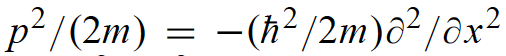 p²/(2m) = −(ℏ²/2m)∂²/∂x²